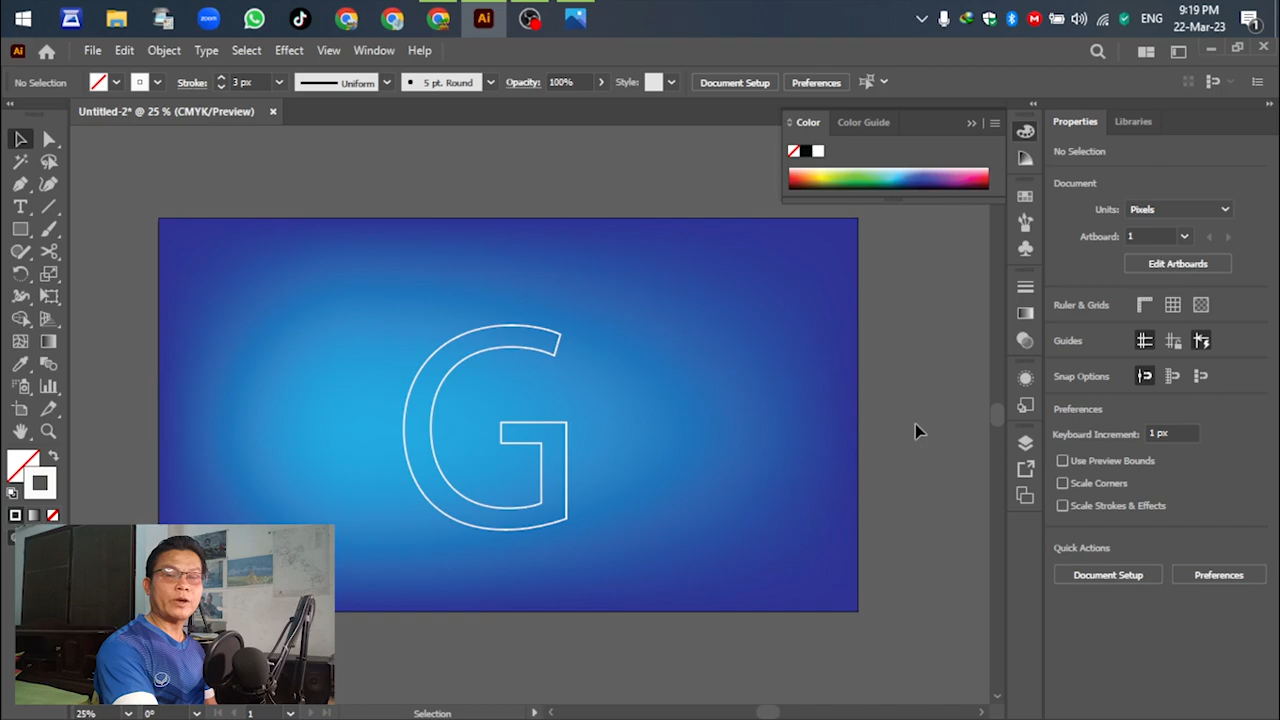 zoom
Ai
ENG
9:19 PM
22-Mar-23
1
Ai
File Edit Object Type Select Effect View Window Help
No Selection
Stroke:
3 px
Uniform
5 pt. Round
Opacity:
100%
Style:
Document Setup
Preferences
Untitled-2* @ 25 % (CMYK/Preview)
Color
Color Guide
Properties
Libraries
No Selection
Document
Units:
Pixels
Artboard:
1
Edit Artboards
Ruler & Grids
Guides
Snap Options
Preferences
Keyboard Increment:
1 px
Use Preview Bounds
Scale Corners
Scale Strokes & Effects
Quick Actions
Document Setup
Preferences
G
25%
0°
1
Selection